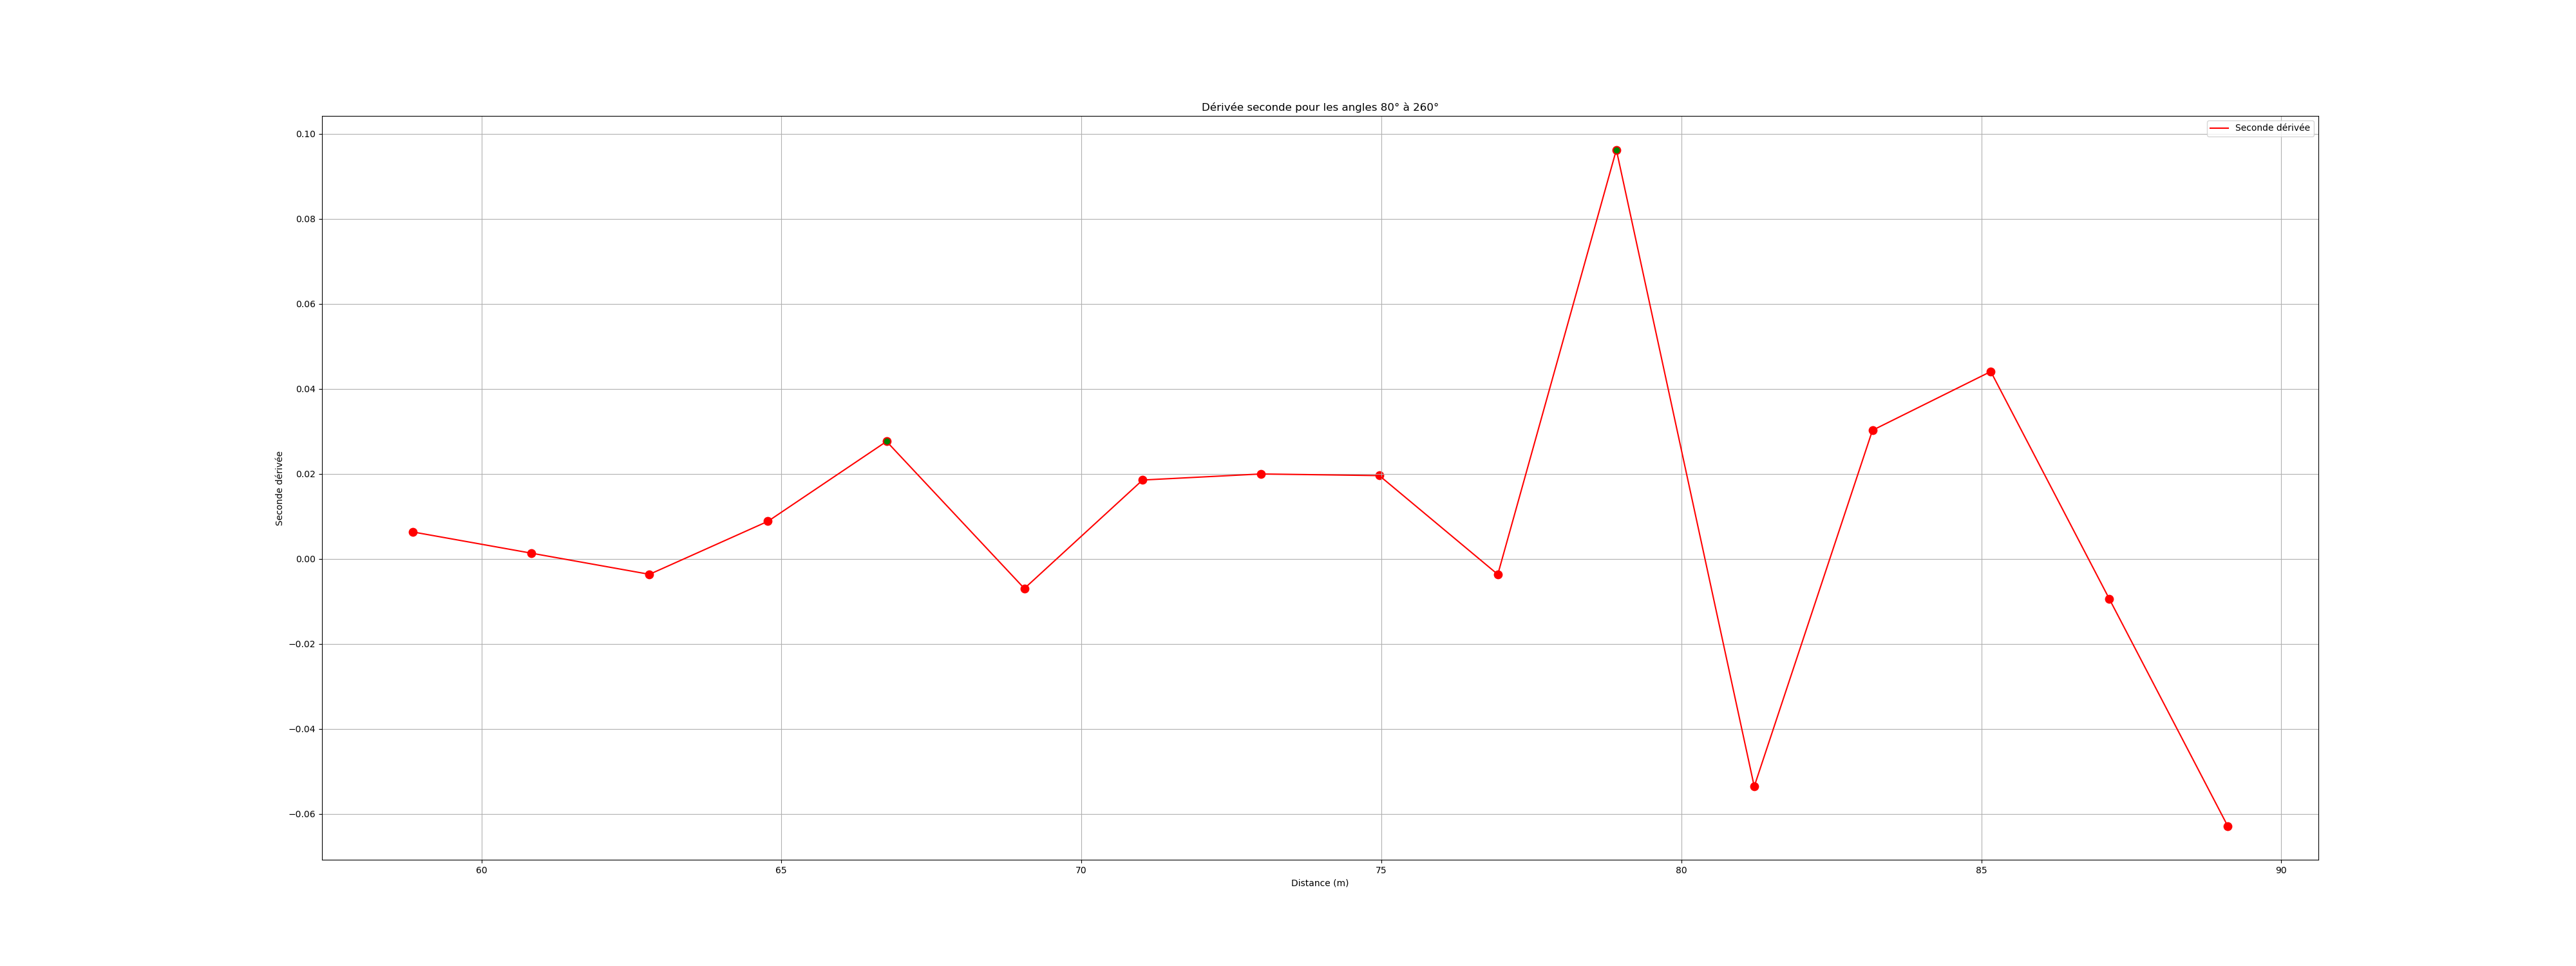 Dérivée seconde pour les angles 80° à 260°
Seconde dérivée
0.10
0.08
0.06
0.04
0.02
0.00
−0.02
−0.04
−0.06
Seconde dérivée
60 65 70 75 80 85 90
Distance (m)